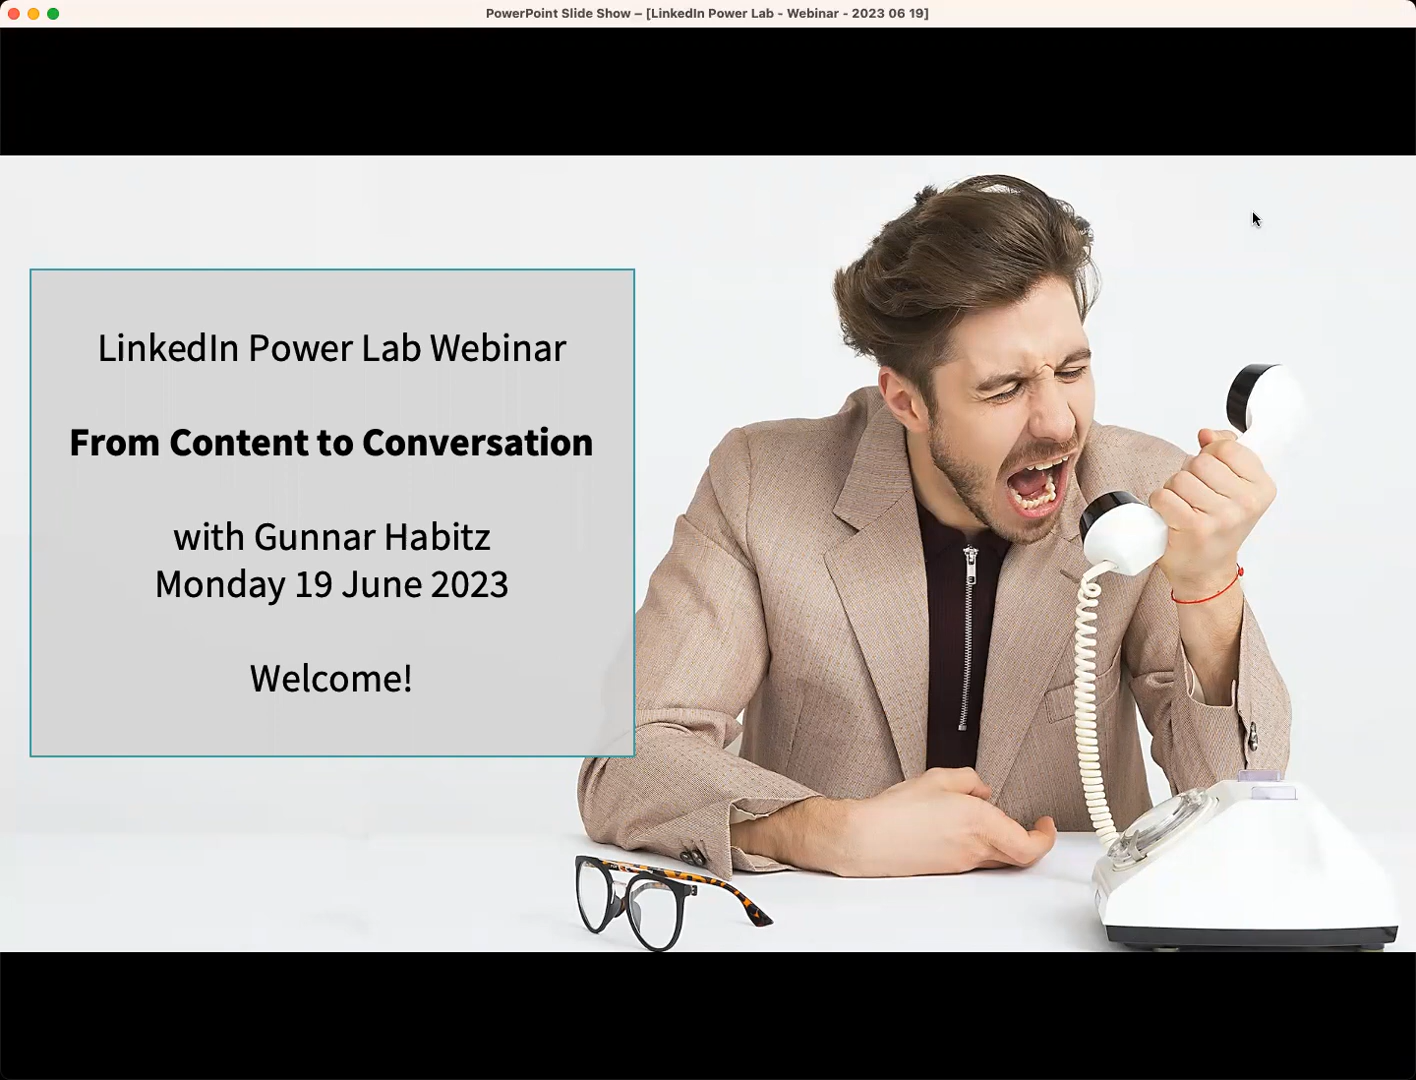 PowerPoint Slide Show – [LinkedIn Power Lab - Webinar - 2023 06 19]
LinkedIn Power Lab Webinar
From Content to Conversation
with Gunnar Habitz
Monday 19 June 2023
Welcome!